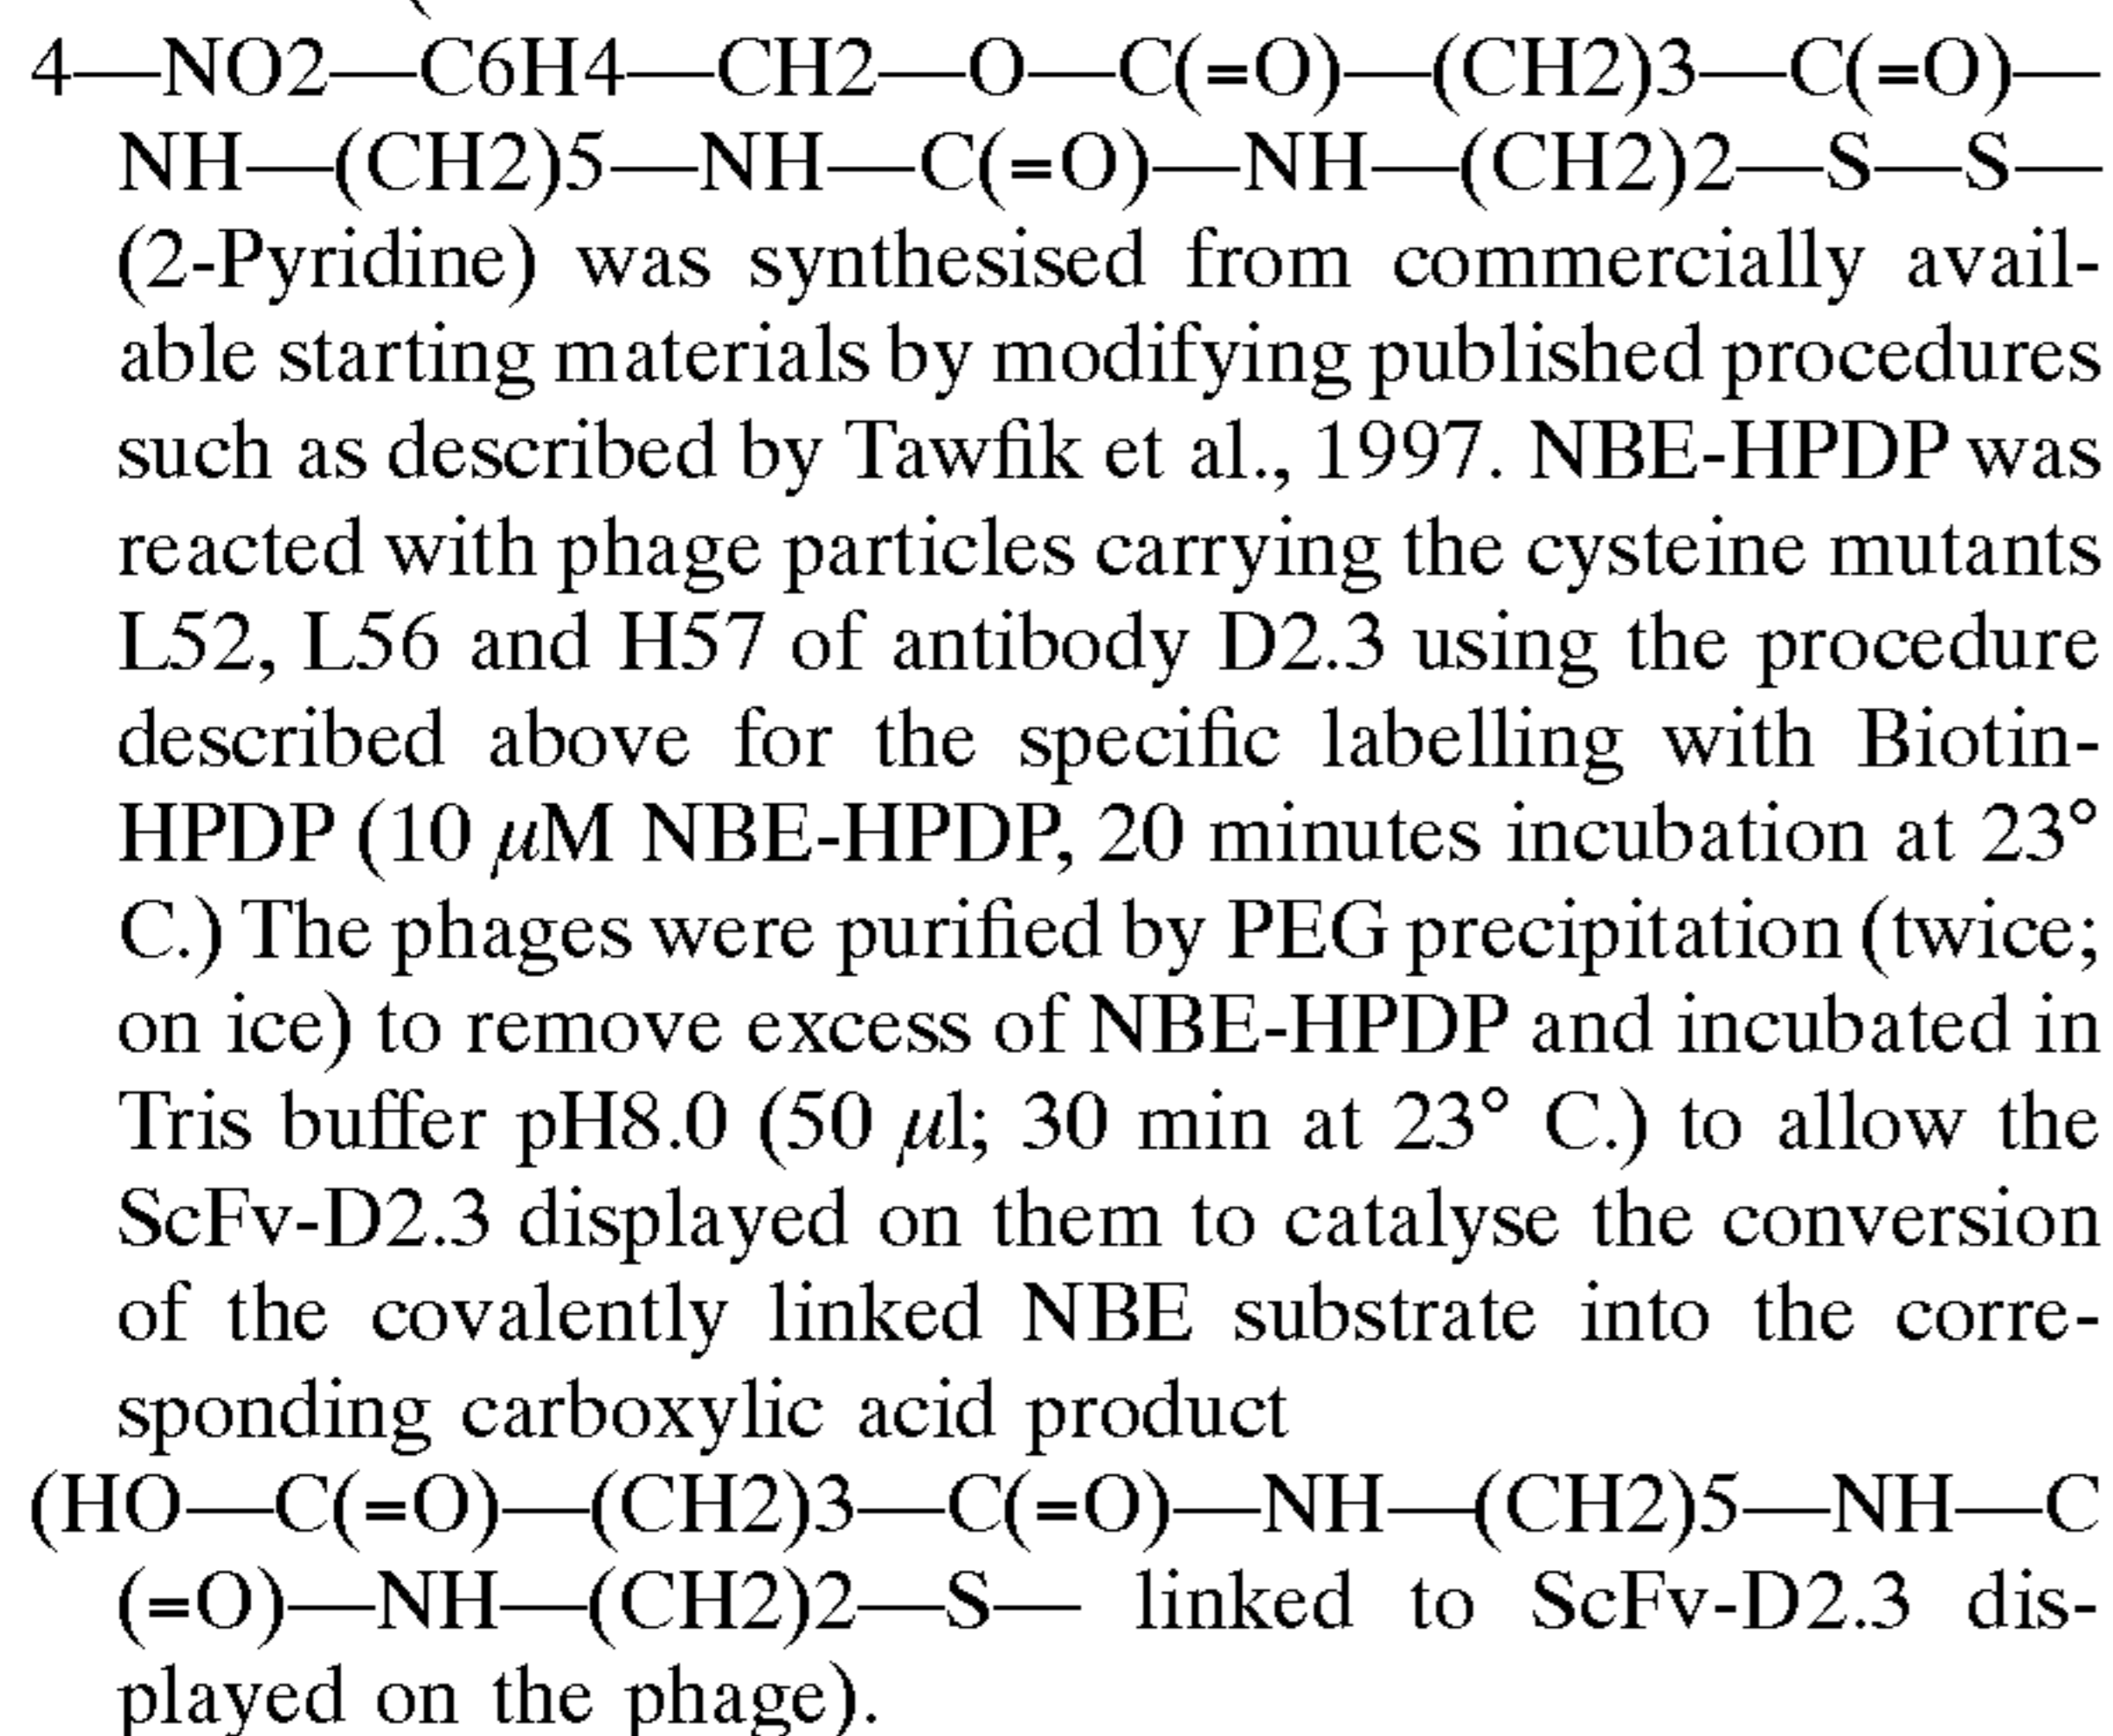 4—NO2—C6H4—CH2—O—C(=O)—(CH2)3—C(=O)—
NH—(CH2)5—NH—C(=O)—NH—(CH2)2—S—S—
(2-Pyridine) was synthesised from commercially avail-
able starting materials by modifying published procedures
such as described by Tawfik et al., 1997. NBE-HPDP was
reacted with phage particles carrying the cysteine mutants
L52, L56 and H57 of antibody D2.3 using the procedure
described above for the specific labelling with Biotin-
HPDP (10 μM NBE-HPDP, 20 minutes incubation at 23°
C.) The phages were purified by PEG precipitation (twice;
on ice) to remove excess of NBE-HPDP and incubated in
Tris buffer pH8.0 (50 μl; 30 min at 23° C.) to allow the
ScFv-D2.3 displayed on them to catalyse the conversion
of the covalently linked NBE substrate into the corre-
sponding carboxylic acid product
(HO—C(=O)—(CH2)3—C(=O)—NH—(CH2)5—NH—C
(=O)—NH—(CH2)2—S— linked to ScFv-D2.3 dis-
played on the phage).